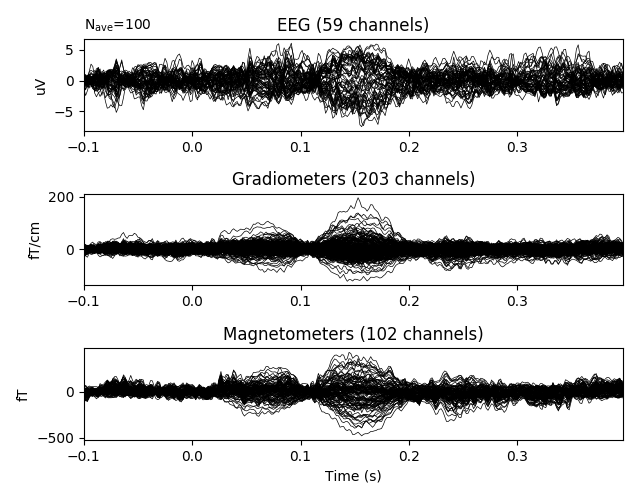 Nave=100
EEG (59 channels)
5
0
−5
uV
−0.1 0.0 0.1 0.2 0.3
Gradiometers (203 channels)
200
0
fT/cm
−0.1 0.0 0.1 0.2 0.3
Magnetometers (102 channels)
0
−500
fT
−0.1 0.0 0.1 0.2 0.3
Time (s)